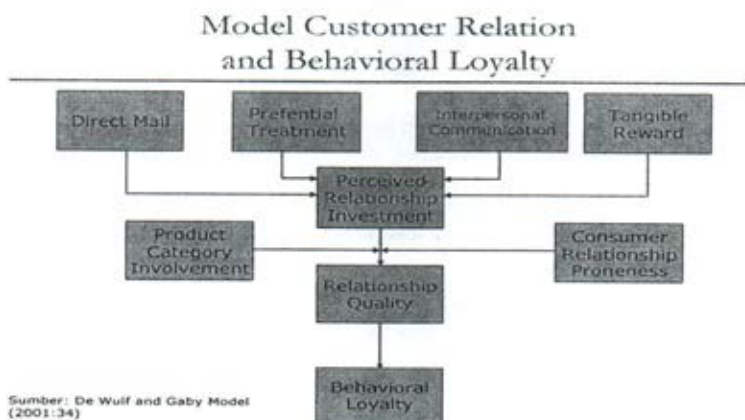 Model Customer Relation
and Behavioral Loyalty
Direct Mail
Prefential
Treatment
Interpersonal
Communication
Tangible
Reward
Perceived
Relationship
Investment
Product
Category
Involvement
Consumer
Relationship
Proneness
Relationship
Quality
Behavioral
Loyalty
Sumber: De Wulf and Gaby Model
(2001:34)